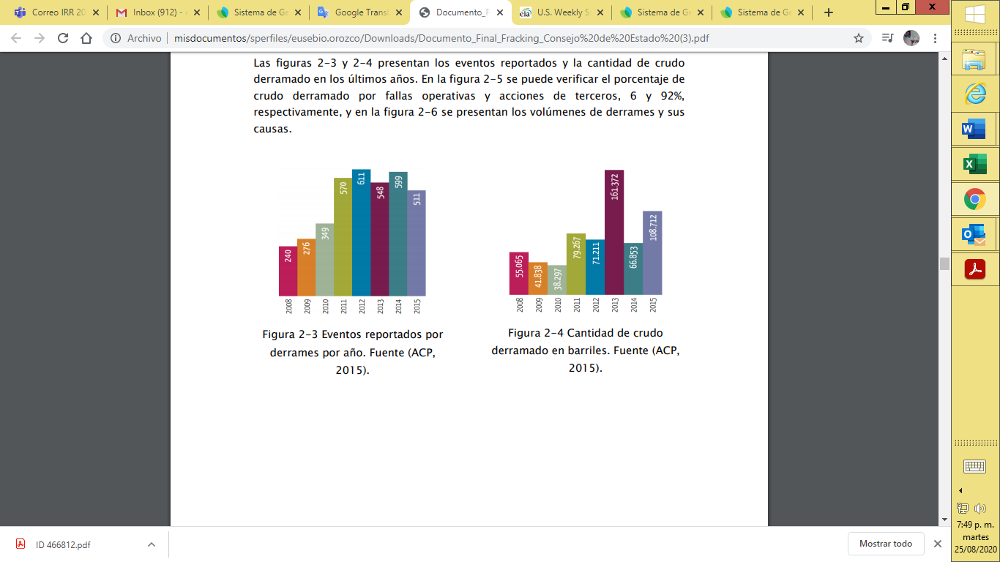 Correo IRR 20
Inbox (912) -
Sistema de Ge
Google Transl
Documento_F
U.S. Weekly S
Sistema de Ge
Sistema de Ge
Archivo | misdocumentos/sperfiles/eusebio.orozco/Downloads/Documento_Final_Fracking_Consejo%20de%20Estado%20(3).pdf
Las figuras 2-3 y 2-4 presentan los eventos reportados y la cantidad de crudo
derramado en los últimos años. En la figura 2-5 se puede verificar el porcentaje de
crudo derramado por fallas operativas y acciones de terceros, 6 y 92%,
respectivamente, y en la figura 2-6 se presentan los volúmenes de derrames y sus
causas.
240 276 349 570 611 548 599 511
2008 2009 2010 2011 2012 2013 2014 2015
Figura 2-3 Eventos reportados por
derrames por año. Fuente (ACP,
2015).
55.065 41.838 38.297 79.267 71.211 161.372 66.853 108.712
2008 2009 2010 2011 2012 2013 2014 2015
Figura 2-4 Cantidad de crudo
derramado en barriles. Fuente (ACP,
2015).
ID 466812.pdf
Mostrar todo
7:49 p. m.
martes
25/08/2020